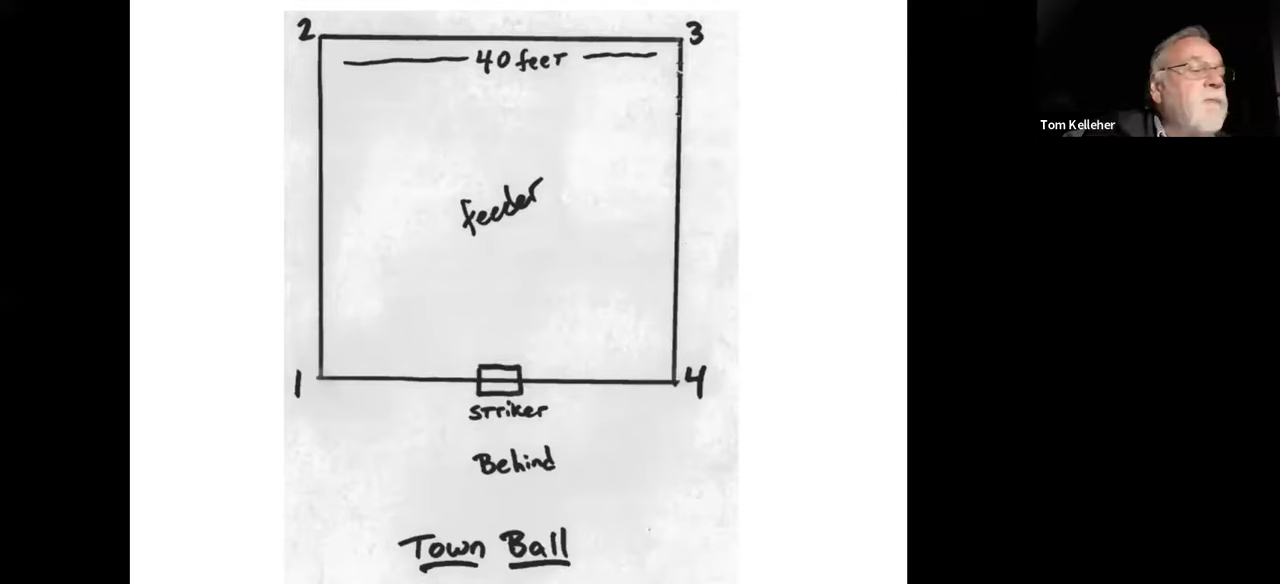 2 3
40 feet
feeder
1 4
striker
Behind
Town Ball
Tom Kelleher